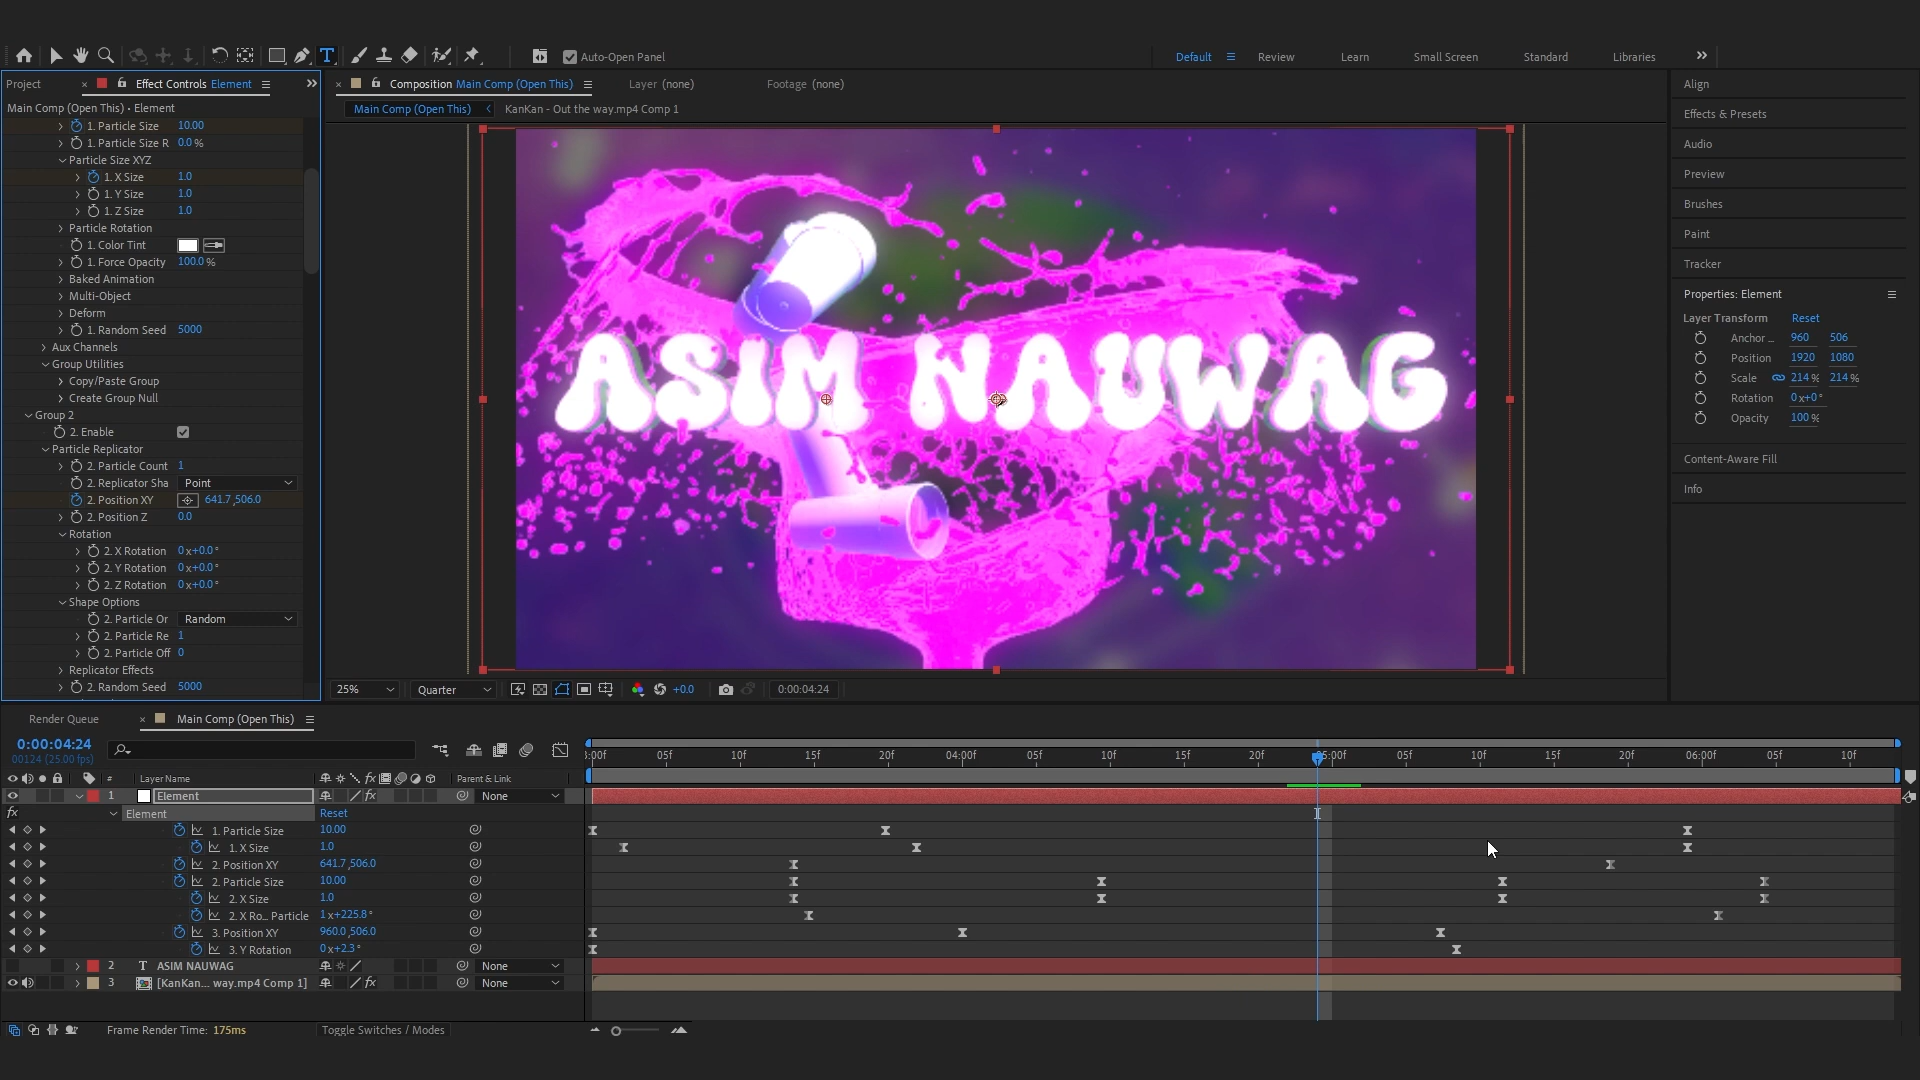 Auto-Open Panel
Default Review Learn Small Screen Standard Libraries
Project Effect Controls Element
Main Comp (Open This) • Element
1. Particle Size 10.00
1. Particle Size R 0.0 %
Particle Size XYZ
1. X Size 1.0
1. Y Size 1.0
1. Z Size 1.0
Particle Rotation
1. Color Tint
1. Force Opacity 100.0 %
Baked Animation
Multi-Object
Deform
1. Random Seed 5000
Aux Channels
Group Utilities
Copy/Paste Group
Create Group Null
Group 2
2. Enable
Particle Replicator
2. Particle Count 1
2. Replicator Sha Point
2. Position XY 641.7 ,506.0
2. Position Z 0.0
Rotation
2. X Rotation 0 x+0.0 °
2. Y Rotation 0 x+0.0 °
2. Z Rotation 0 x+0.0 °
Shape Options
2. Particle Or Random
2. Particle Re 1
2. Particle Off 0
Replicator Effects
2. Random Seed 5000
Composition Main Comp (Open This) Layer (none) Footage (none)
Main Comp (Open This) KanKan - Out the way.mp4 Comp 1
ASIM NAUWAG
25% Quarter +0.0 0:00:04:24
Align
Effects & Presets
Audio
Preview
Brushes
Paint
Tracker
Properties: Element
Layer Transform Reset
Anchor ... 960 506
Position 1920 1080
Scale 214 % 214 %
Rotation 0 x+0 °
Opacity 100 %
Content-Aware Fill
Info
Render Queue Main Comp (Open This)
0:00:04:24
00124 (25.00 fps)
:00f 05f 10f 15f 20f 04:00f 05f 10f 15f 20f 5:00f 05f 10f 15f 20f 06:00f 05f 10f
# Layer Name fx Parent & Link
1 Element fx None
fx Element Reset
1. Particle Size 10.00
1. X Size 1.0
2. Position XY 641.7 ,506.0
2. Particle Size 10.00
2. X Size 1.0
2. X Ro... Particle 1 x+225.8 °
3. Position XY 960.0 ,506.0
3. Y Rotation 0 x+2.3 °
2 T ASIM NAUWAG None
3 [KanKan... way.mp4 Comp 1] fx None
Frame Render Time: 175ms Toggle Switches / Modes